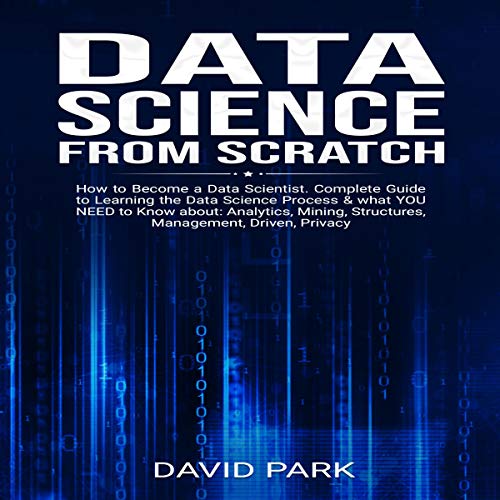 DATA
SCIENCE
FROM SCRATCH
How to Become a Data Scientist. Complete Guide
to Learning the Data Science Process & what YOU
NEED to Know about: Analytics, Mining, Structures,
Management, Driven, Privacy
DAVID PARK